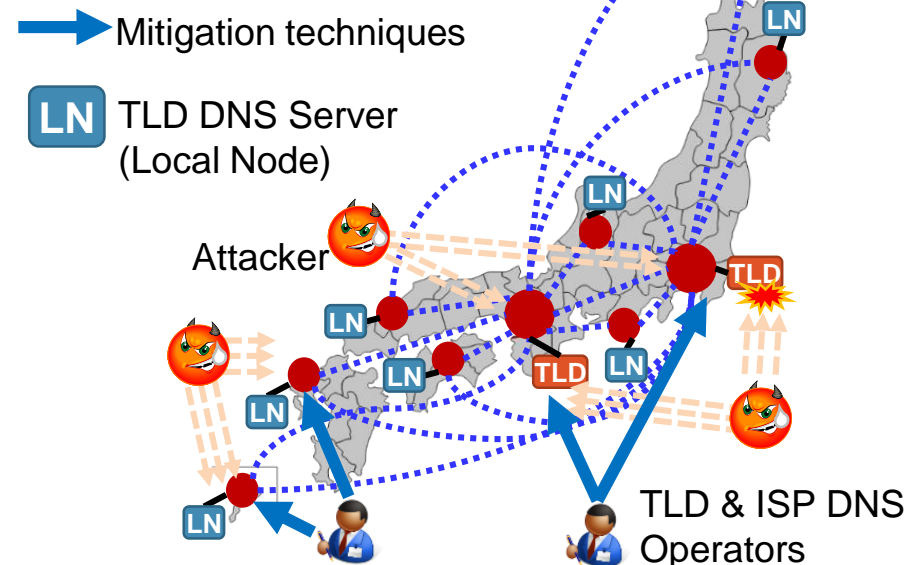 Mitigation techniques
LN
LN TLD DNS Server
(Local Node)
LN
Attacker
TLD
LN
LN
LN
TLD
LN
LN
TLD & ISP DNS
Operators